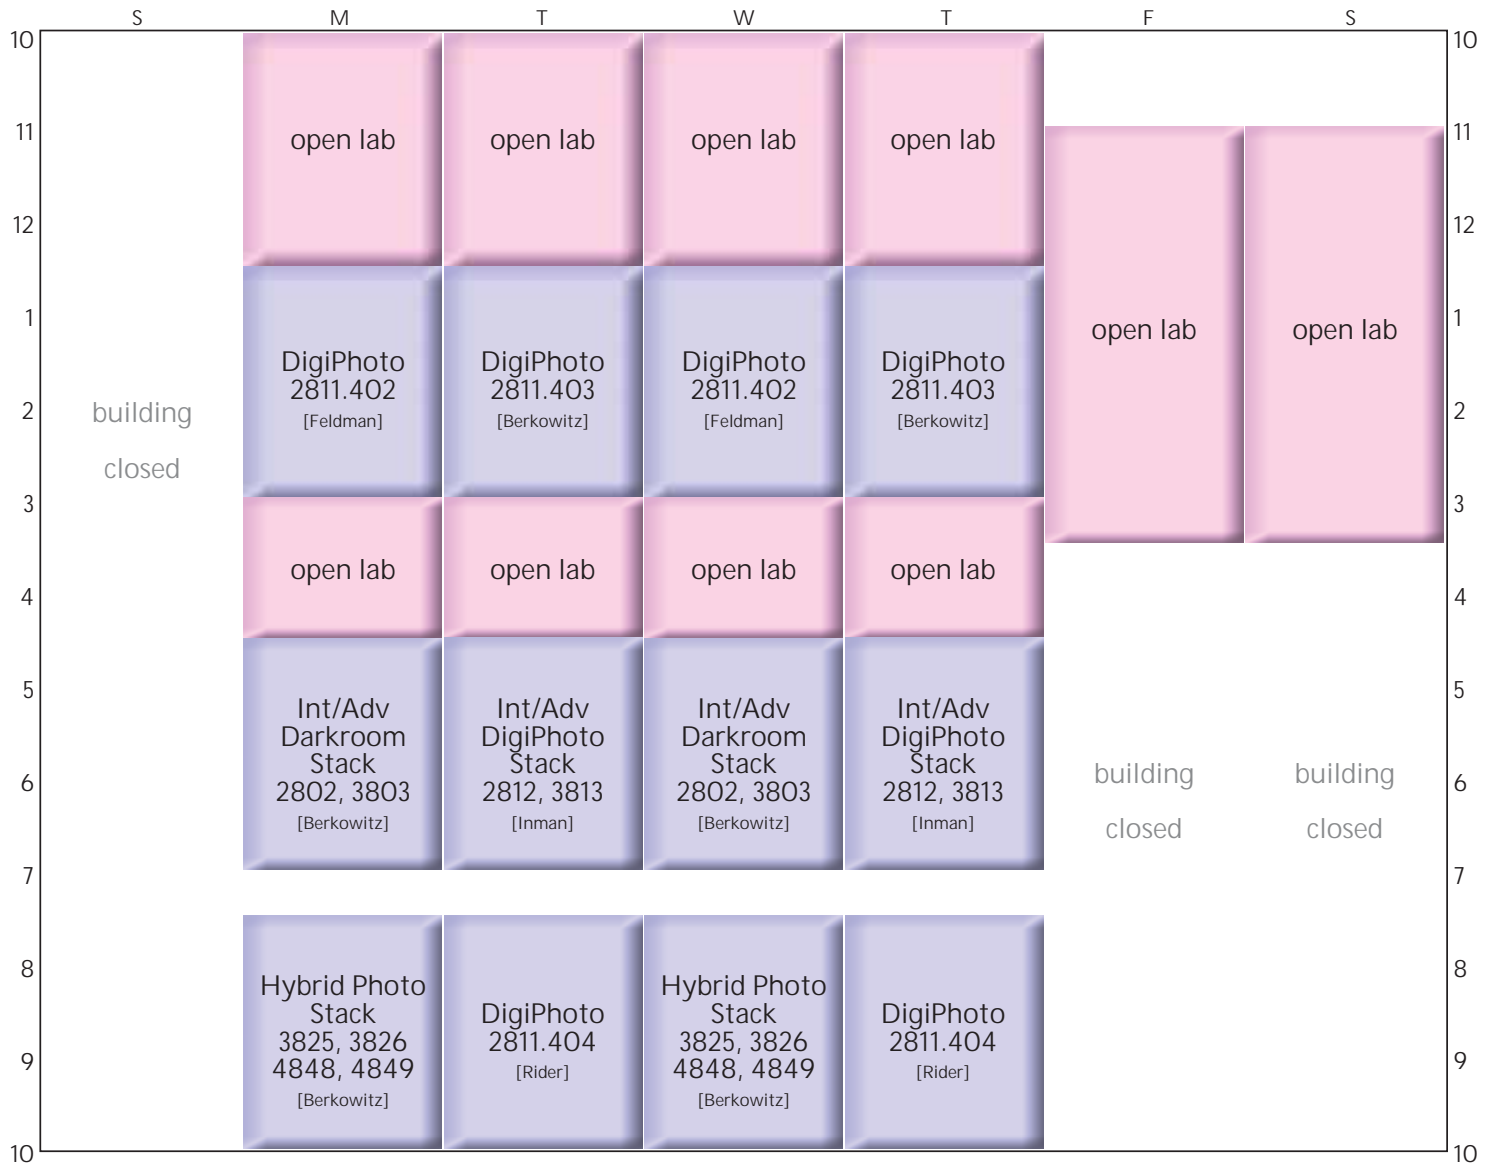 S M T W T F S
10 10
open lab open lab open lab open lab
11 11
12 12
1 1
open lab open lab
DigiPhoto DigiPhoto DigiPhoto DigiPhoto
2811.402 2811.403 2811.402 2811.403
[Feldman] [Berkowitz] [Feldman] [Berkowitz]
2 2
building
closed
3 3
open lab open lab open lab open lab
4 4
5 5
Int/Adv Int/Adv Int/Adv Int/Adv
Darkroom DigiPhoto Darkroom DigiPhoto
Stack Stack Stack Stack
2802, 3803 2812, 3813 2802, 3803 2812, 3813
[Berkowitz] [Inman] [Berkowitz] [Inman]
6 6
building building
closed closed
7 7
8 8
Hybrid Photo Hybrid Photo
Stack DigiPhoto Stack DigiPhoto
3825, 3826 2811.404 3825, 3826 2811.404
4848, 4849 [Rider] 4848, 4849 [Rider]
[Berkowitz] [Berkowitz]
9 9
10 10